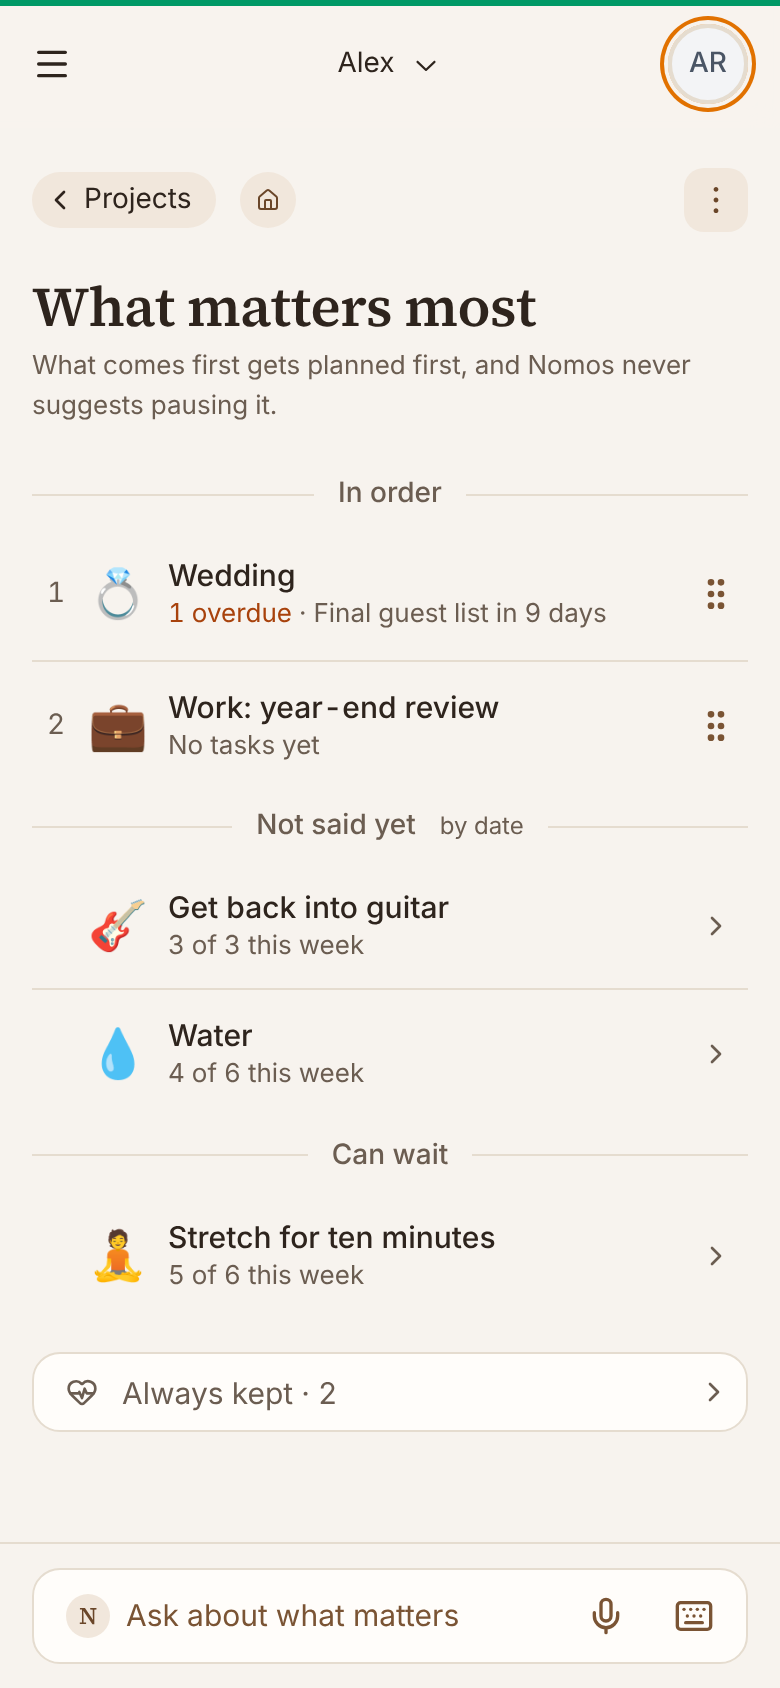 Alex
AR
Projects
What matters most
What comes first gets planned first, and Nomos never
suggests pausing it.
In order
1
Wedding
1 overdue · Final guest list in 9 days
2
Work: year-end review
No tasks yet
Not said yet by date
Get back into guitar
3 of 3 this week
Water
4 of 6 this week
Can wait
Stretch for ten minutes
5 of 6 this week
Always kept · 2
N
Ask about what matters